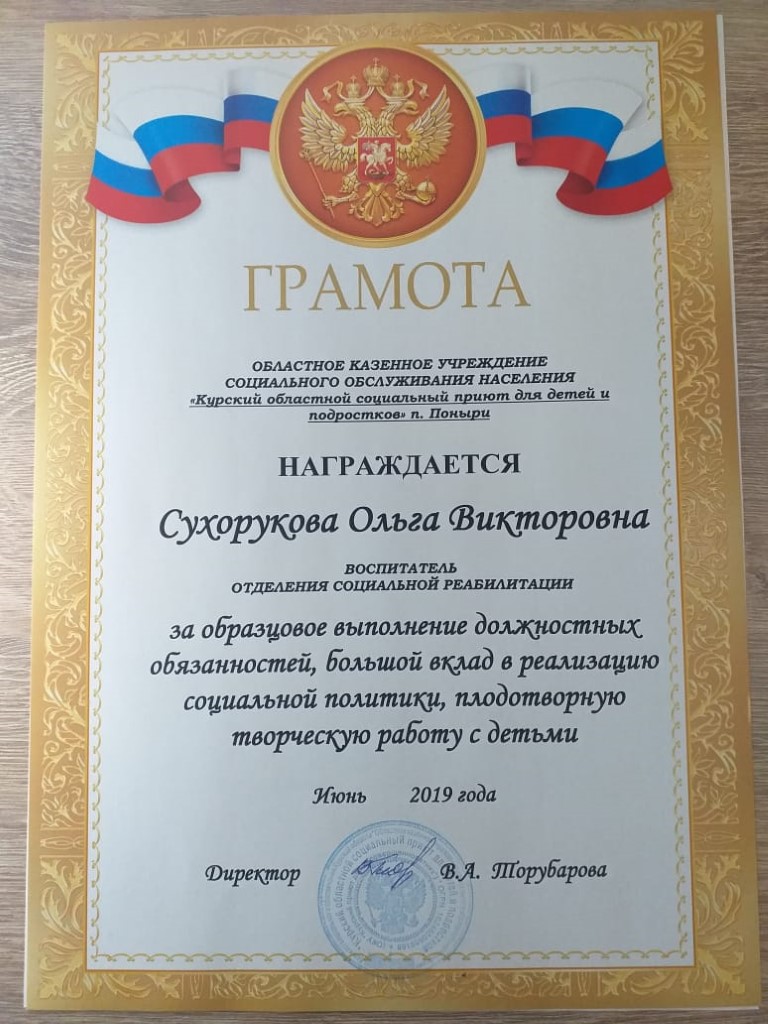 ГРАМОТА
ОБЛАСТНОЕ КАЗЕННОЕ УЧРЕЖДЕНИЕ
СОЦИАЛЬНОГО ОБСЛУЖИВАНИЯ НАСЕЛЕНИЯ
«Курский областной социальный приют для детей и
подростков» п. Поныри
НАГРАЖДАЕТСЯ
Сухорукова Ольга Викторовна
ВОСПИТАТЕЛЬ
ОТДЕЛЕНИЯ СОЦИАЛЬНОЙ РЕАБИЛИТАЦИИ
за образцовое выполнение должностных
обязанностей, большой вклад в реализацию
социальной политики, плодотворную
творческую работу с детьми
Июнь 2019 года
Директор В.А. Торубарова